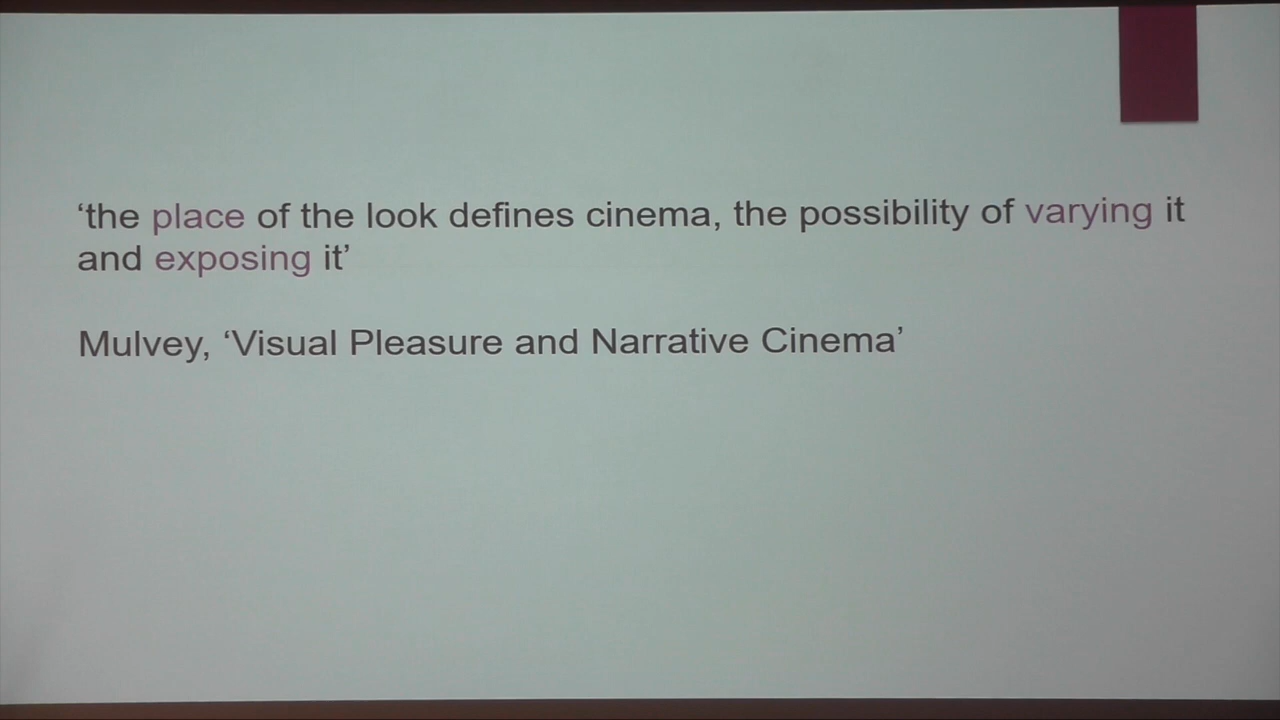 ‘the place of the look defines cinema, the possibility of varying it
and exposing it’
Mulvey, ‘Visual Pleasure and Narrative Cinema’